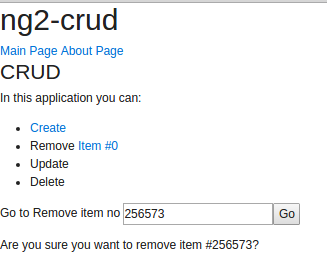 ng2-crud
Main Page About Page
CRUD
In this application you can:
Create
Remove Item #0
Update
Delete
Go to Remove item no 256573 Go
Are you sure you want to remove item #256573?